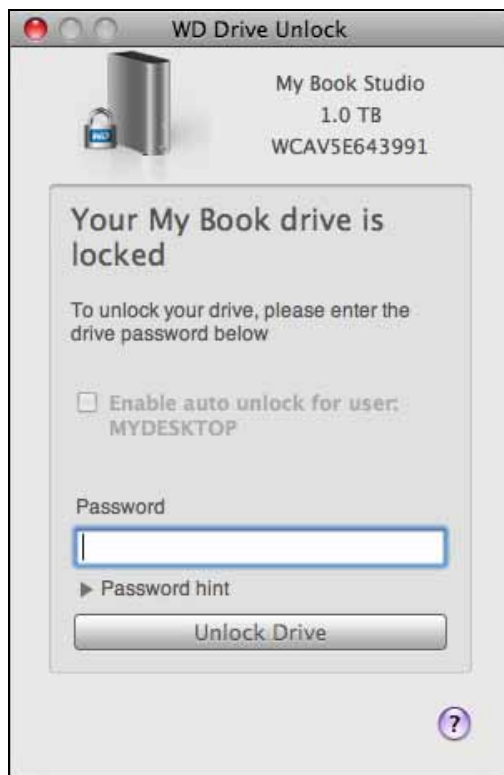 WD Drive Unlock
My Book Studio
1.0 TB
WCAV5E643991
WD
Your My Book drive is
locked
To unlock your drive, please enter the
drive password below
Enable auto unlock for user:
MYDESKTOP
Password
Password hint
Unlock Drive
?